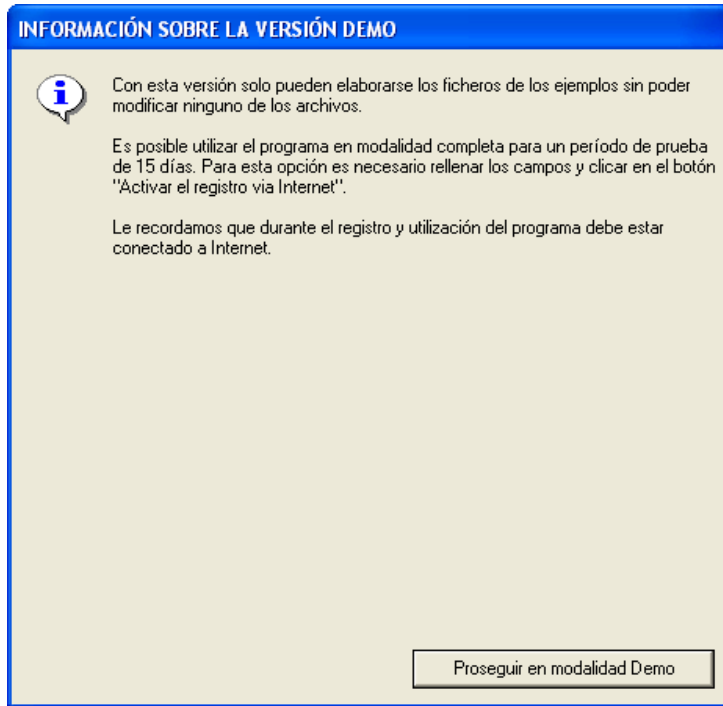 INFORMACIÓN SOBRE LA VERSIÓN DEMO
Con esta versión solo pueden elaborarse los ficheros de los ejemplos sin poder
modificar ninguno de los archivos.
Es posible utilizar el programa en modalidad completa para un período de prueba
de 15 días. Para esta opción es necesario rellenar los campos y clicar en el botón
"Activar el registro via Internet".
Le recordamos que durante el registro y utilización del programa debe estar
conectado a Internet.
Proseguir en modalidad Demo